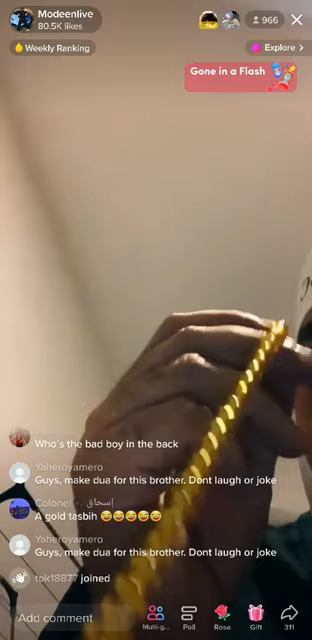 Modeenlive
80.5K likes
966
Weekly Ranking
Explore >
Gone in a Flash
Who's the bad boy in the back
Yaheroyamero
Guys, make dua for this brother. Dont laugh or joke
Colonel إسحاق
A gold tasbih 😂😂😂😂😂
Yaheroyamero
Guys, make dua for this brother. Dont laugh or joke
tok18877 joined
Add comment
Multi-g...
Poll
Rose
Gift
311